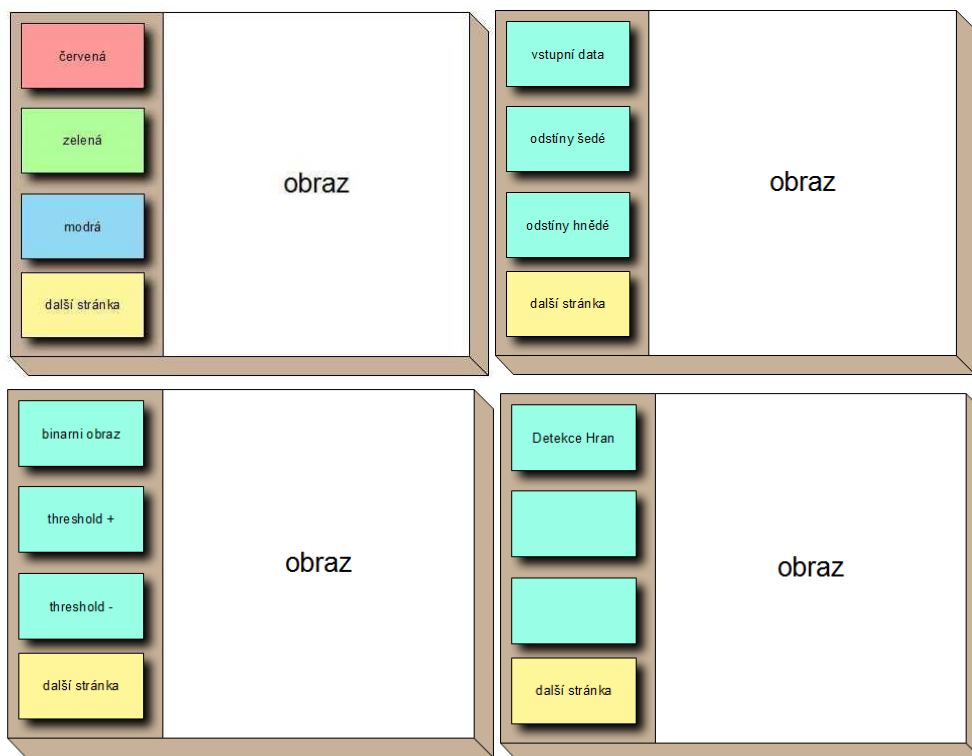 červená
zelená
modrá
další stránka
obraz
vstupní data
odstíny šedé
odstíny hnědé
další stránka
obraz
binarni obraz
threshold +
threshold -
další stránka
obraz
Detekce Hran
další stránka
obraz